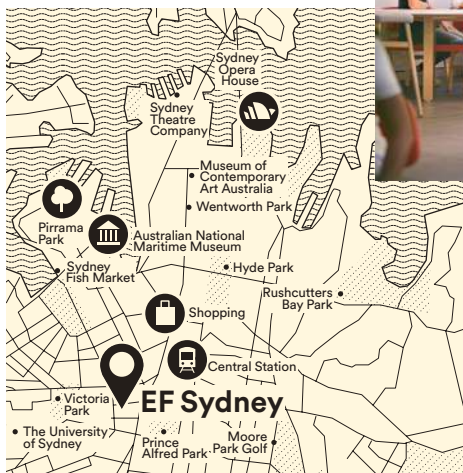 Sydney
Opera
House
Sydney
Theatre
Company
Museum of
Contemporary
Art Australia
Wentworth Park
Pirrama
Park
Australian National
Maritime Museum
Sydney
Fish Market
Hyde Park
Rushcutters
Bay Park
Shopping
Central Station
EF Sydney
Victoria
Park
The University
of Sydney
Prince
Alfred Park
Moore
Park Golf